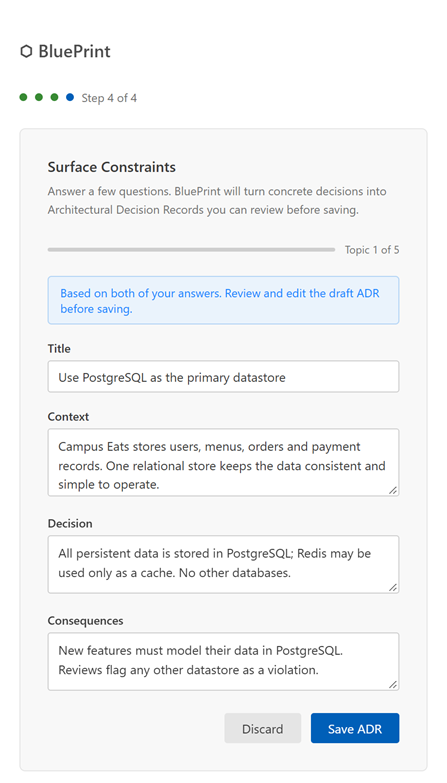 BluePrint
Step 4 of 4
Surface Constraints
Answer a few questions. BluePrint will turn concrete decisions into
Architectural Decision Records you can review before saving.
Topic 1 of 5
Based on both of your answers. Review and edit the draft ADR
before saving.
Title
Use PostgreSQL as the primary datastore
Context
Campus Eats stores users, menus, orders and payment
records. One relational store keeps the data consistent and
simple to operate.
Decision
All persistent data is stored in PostgreSQL; Redis may be
used only as a cache. No other databases.
Consequences
New features must model their data in PostgreSQL.
Reviews flag any other datastore as a violation.
Discard
Save ADR